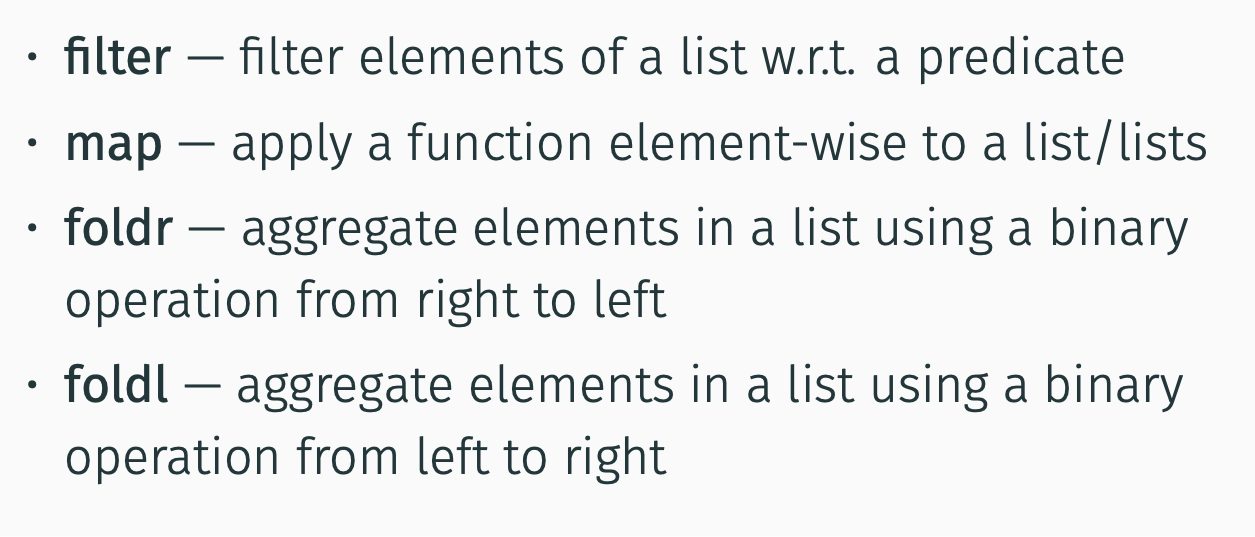 • filter — filter elements of a list w.r.t. a predicate
• map — apply a function element-wise to a list/lists
• foldr — aggregate elements in a list using a binary
operation from right to left
• foldl — aggregate elements in a list using a binary
operation from left to right